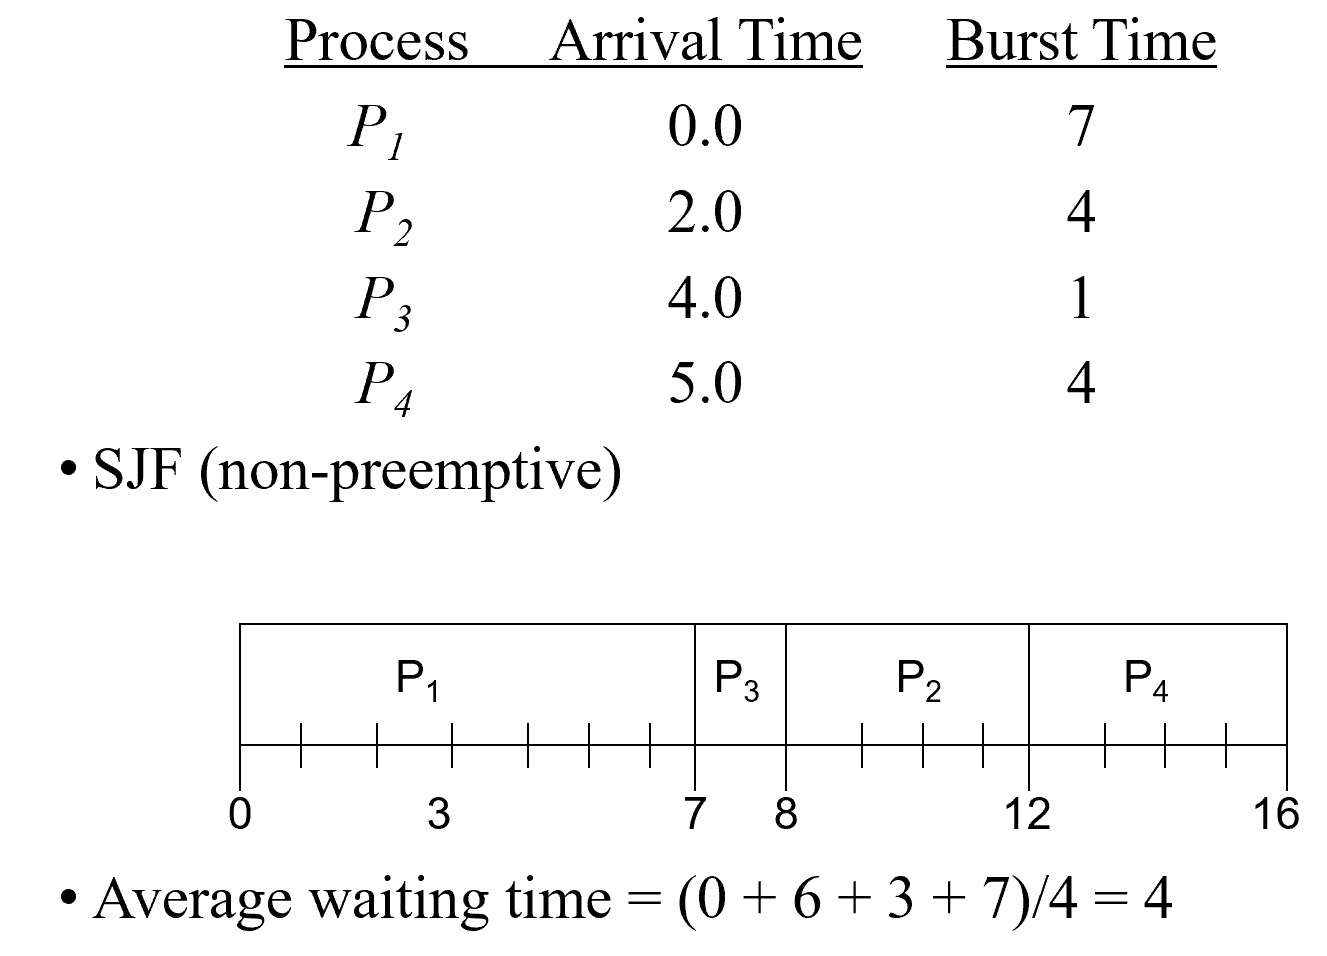 Process Arrival Time Burst Time
P1 0.0 7
P2 2.0 4
P3 4.0 1
P4 5.0 4
• SJF (non-preemptive)
P1 P3 P2 P4
0 3 7 8 12 16
• Average waiting time = (0 + 6 + 3 + 7)/4 = 4